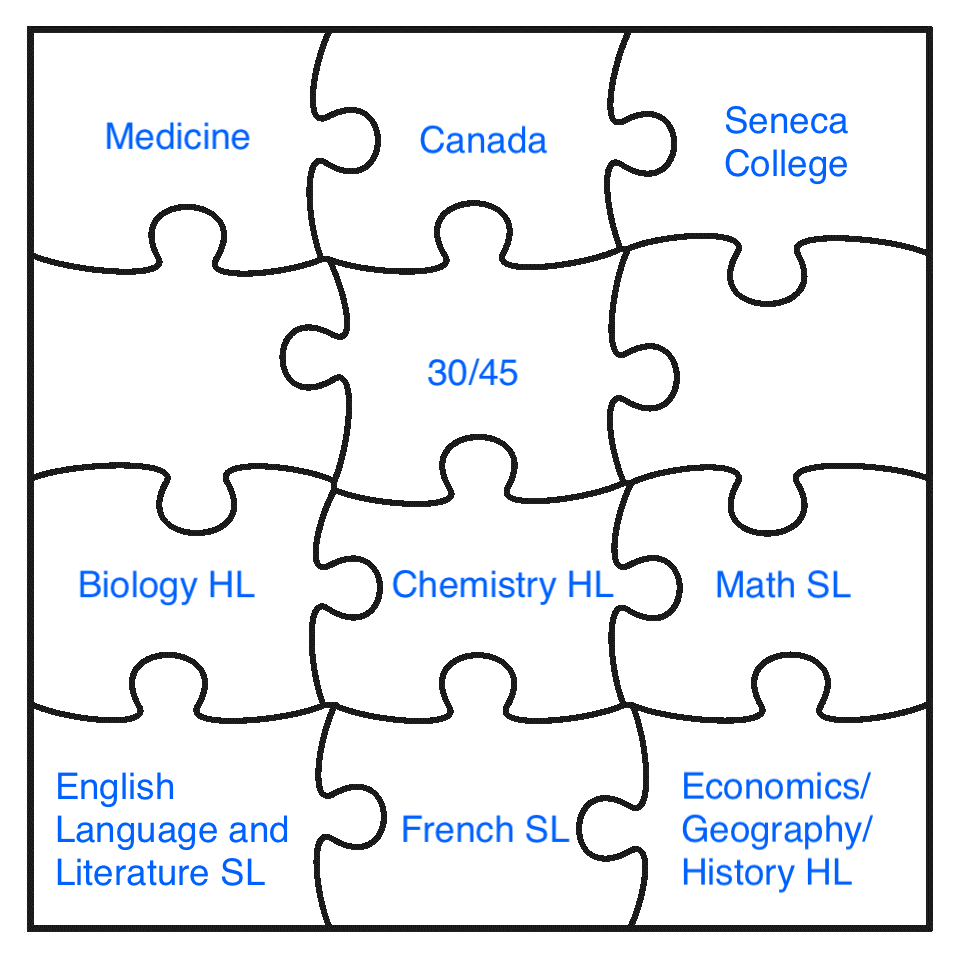 Medicine
Canada
Seneca
College
30/45
Biology HL
Chemistry HL
Math SL
English
Language and
Literature SL
French SL
Economics/
Geography/
History HL